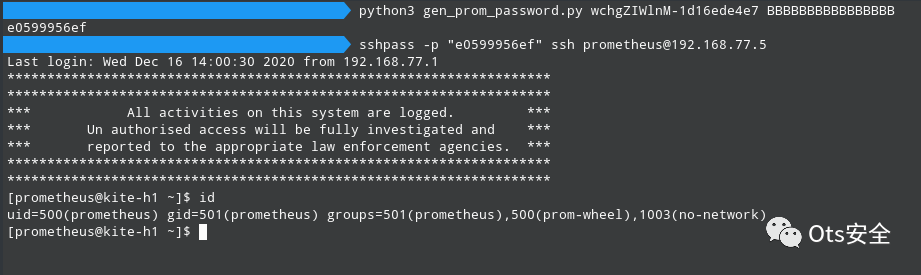 python3 gen_prom_password.py wchgZIWlnM-1d16ede4e7 BBBBBBBBBBBBBBBB
e0599956ef
sshpass -p "e0599956ef" ssh prometheus@192.168.77.5
Last login: Wed Dec 16 14:00:30 2020 from 192.168.77.1
********************************************************************
********************************************************************
***            All activities on this system are logged.         ***
***       Un authorised access will be fully investigated and    ***
***       reported to the appropriate law enforcement agencies.  ***
********************************************************************
********************************************************************
[prometheus@kite-h1 ~]$ id
uid=500(prometheus) gid=501(prometheus) groups=501(prometheus),500(prom-wheel),1003(no-network)
[prometheus@kite-h1 ~]$
Ots安全